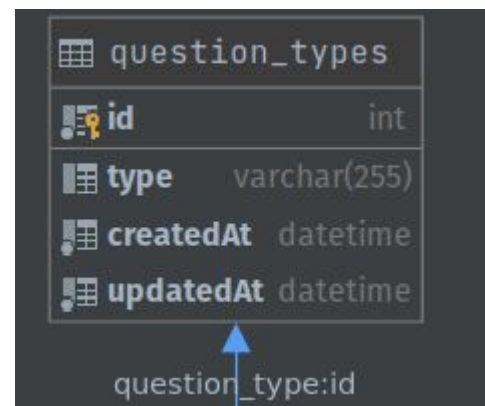 question_types
id int
type varchar(255)
createdAt datetime
updatedAt datetime
question_type:id